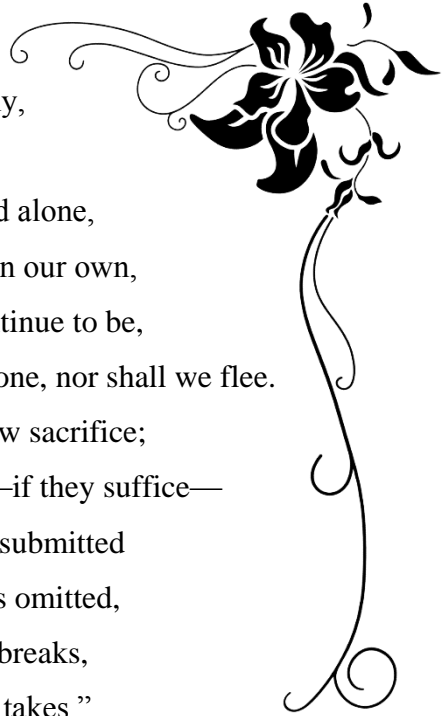 y,
d alone,
n our own,
tinue to be,
one, nor shall we flee.
w sacrifice;
–if they suffice—
submitted
s omitted,
breaks,
takes.”